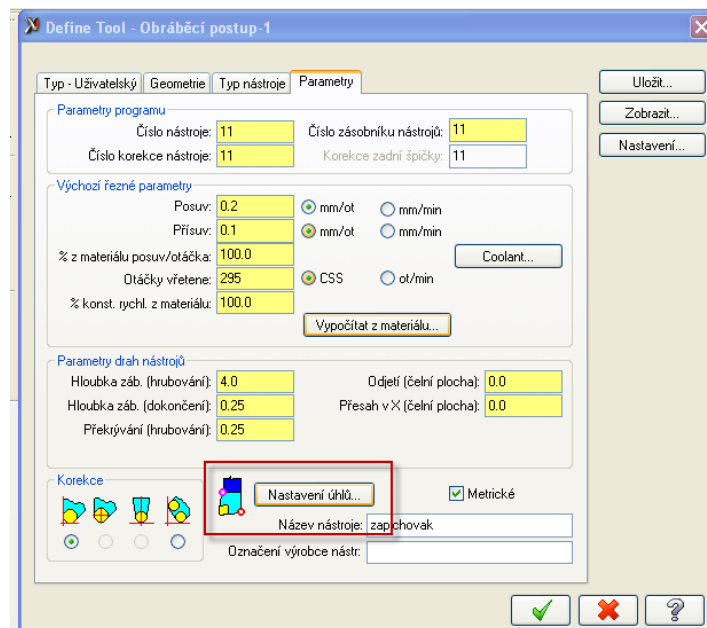 Define Tool - Obráběcí postup-1
Typ - Uživatelský Geometrie Typ nástroje Parametry
Uložit...
Zobrazit...
Nastavení...
Parametry programu
Číslo nástroje: 11 Číslo zásobníku nástrojů: 11
Číslo korekce nástroje: 11 Korekce zadní špičky: 11
Výchozí řezné parametry
Posuv: 0.2 mm/ot mm/min
Přísuv: 0.1 mm/ot mm/min
% z materiálu posuv/otáčka: 100.0 Coolant...
Otáčky vřetene: 295 CSS ot/min
% konst. rychl. z materiálu: 100.0
Vypočítat z materiálu...
Parametry drah nástrojů
Hloubka záb. (hrubování): 4.0 Odjetí (čelní plocha): 0.0
Hloubka záb. (dokončení): 0.25 Přesah v X (čelní plocha): 0.0
Překrývání (hrubování): 0.25
Korekce
Nastavení úhlů... Metrické
Název nástroje: zapichovak
Označení výrobce nástr: